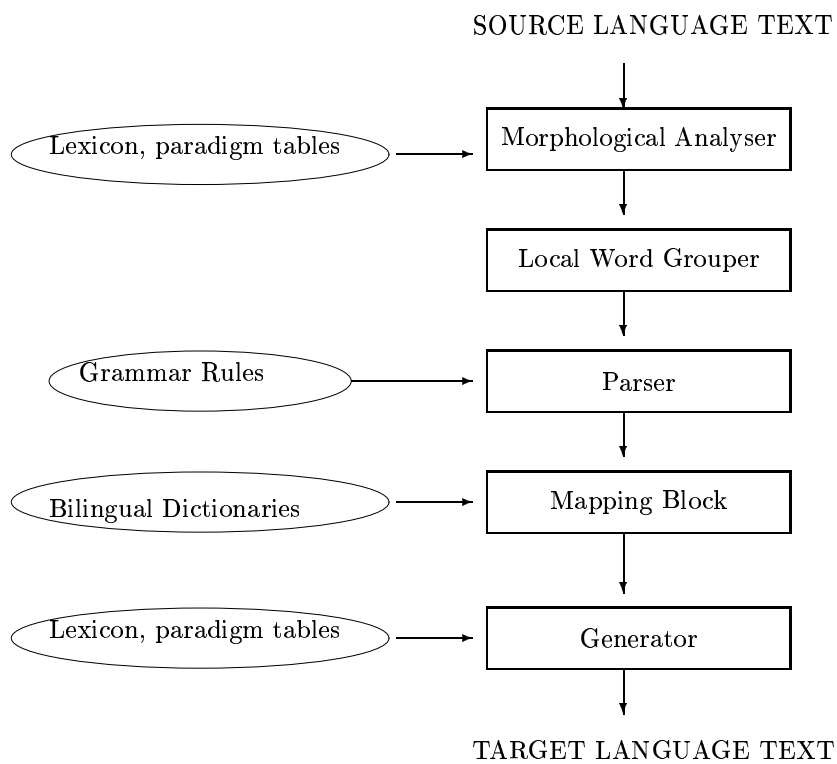 SOURCE LANGUAGE TEXT
Lexicon, paradigm tables
Morphological Analyser
Local Word Grouper
Grammar Rules
Parser
Bilingual Dictionaries
Mapping Block
Lexicon, paradigm tables
Generator
TARGET LANGUAGE TEXT